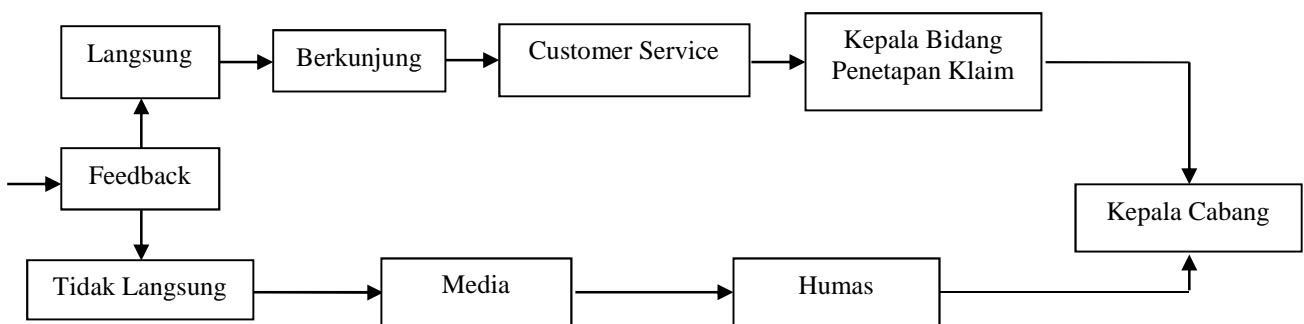 Langsung
Berkunjung
Customer Service
Kepala Bidang
Penetapan Klaim
Feedback
Kepala Cabang
Tidak Langsung
Media
Humas